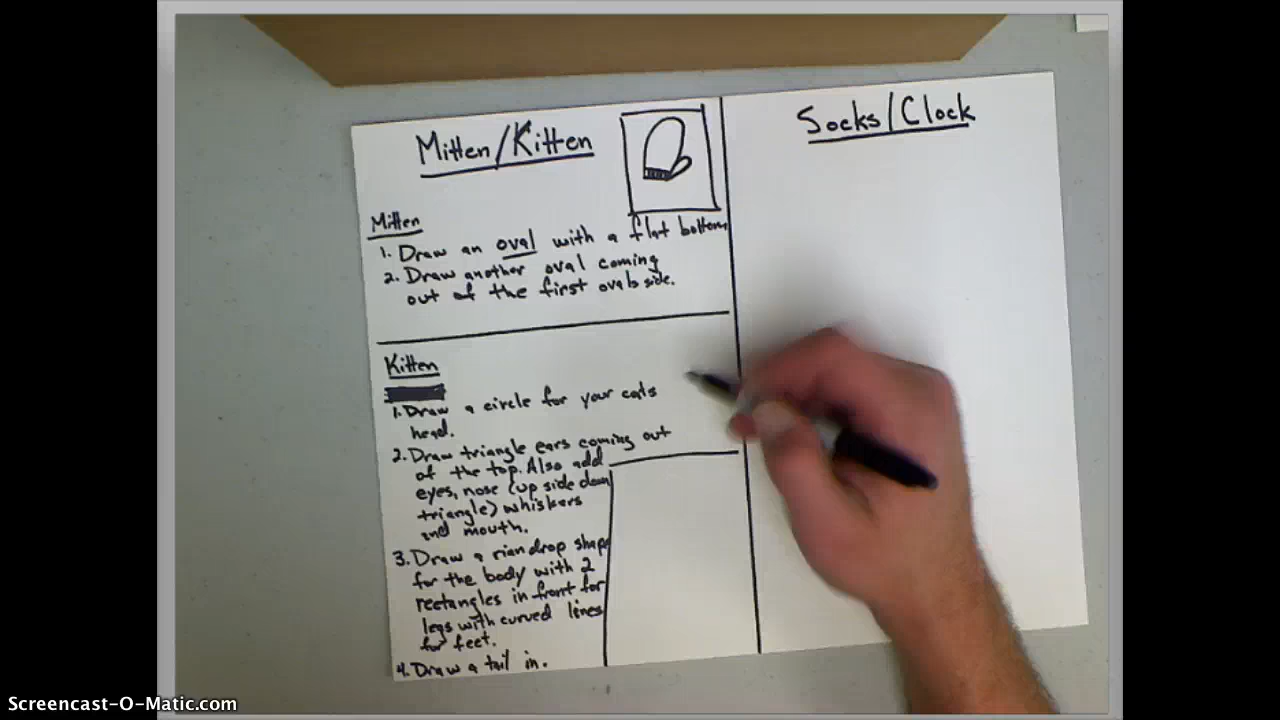 Mitten/Kitten
Socks/Clock
Mitten
1. Draw an oval with a flat bottom
2. Draw another oval coming
out of the first ovals side.
Kitten
1. Draw a circle for your cats
head.
2. Draw triangle ears coming out
of the top. Also add
eyes, nose (up side down
triangle) whiskers
and mouth.
3. Draw a rian drop shape
for the body with 2
rectangles in front for
legs with curved lines
for feet.
4. Draw a tail in.
Screencast-O-Matic.com